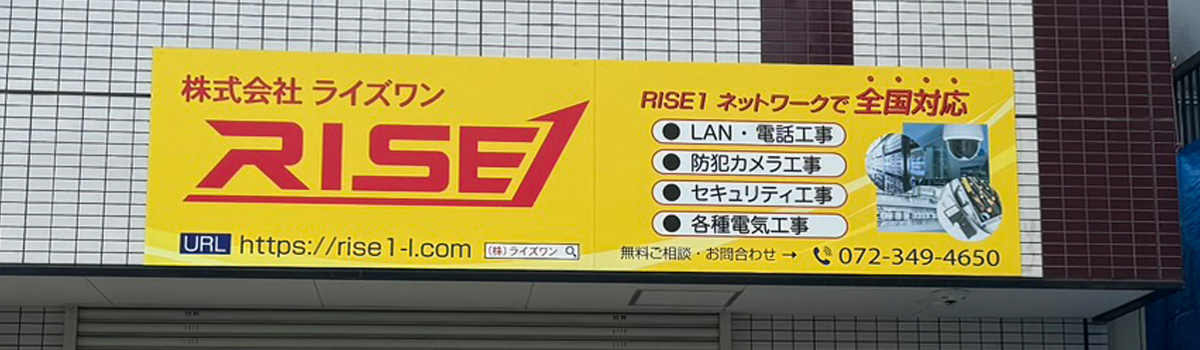 株式会社 ライズワン
RISE1
URL https://rise1-l.com (株)ライズワン
RISE1 ネットワークで 全国対応
● LAN・電話工事
● 防犯カメラ工事
● セキュリティ工事
● 各種電気工事
無料ご相談・お問合わせ → 072-349-4650